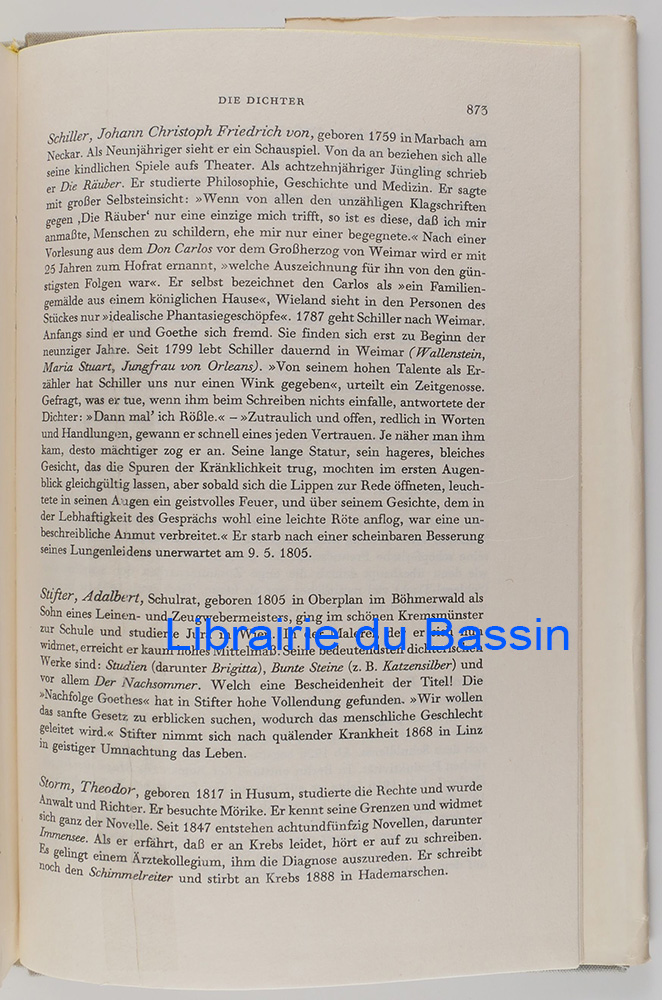 DIE DICHTER
873
Schiller, Johann Christoph Friedrich von, geboren 1759 in Marbach am
Neckar. Als Neunjähriger sieht er ein Schauspiel. Von da an beziehen sich alle
seine kindlichen Spiele aufs Theater. Als achtzehnjähriger Jüngling schrieb
er Die Räuber. Er studierte Philosophie, Geschichte und Medizin. Er sagte
mit großer Selbsteinsicht: »Wenn von allen den unzähligen Klagschriften
gegen ‚Die Räuber‘ nur eine einzige mich trifft, so ist es diese, daß ich mir
anmaßte, Menschen zu schildern, ehe mir nur einer begegnete.« Nach einer
Vorlesung aus dem Don Carlos vor dem Großherzog von Weimar wird er mit
25 Jahren zum Hofrat ernannt, »welche Auszeichnung für ihn von den gün-
stigsten Folgen war«. Er selbst bezeichnet den Carlos als »ein Familien-
gemälde aus einem königlichen Hause«, Wieland sieht in den Personen des
Stückes nur »idealische Phantasiegeschöpfe«. 1787 geht Schiller nach Weimar.
Anfangs sind er und Goethe sich fremd. Sie finden sich erst zu Beginn der
neunziger Jahre. Seit 1799 lebt Schiller dauernd in Weimar (Wallenstein,
Maria Stuart, Jungfrau von Orleans). »Von seinem hohen Talente als Er-
zähler hat Schiller uns nur einen Wink gegeben«, urteilt ein Zeitgenosse.
Gefragt, was er tue, wenn ihm beim Schreiben nichts einfalle, antwortete der
Dichter: »Dann mal’ ich Rößle.« – »Zutraulich und offen, redlich in Worten
und Handlungen, gewann er schnell eines jeden Vertrauen. Je näher man ihm
kam, desto mächtiger zog er an. Seine lange Statur, sein hageres, bleiches
Gesicht, das die Spuren der Kränklichkeit trug, mochten im ersten Augen-
blick gleichgültig lassen, aber sobald sich die Lippen zur Rede öffneten, leuch-
tete in seinen Augen ein geistvolles Feuer, und über seinem Gesichte, dem in
der Lebhaftigkeit des Gesprächs wohl eine leichte Röte anflog, war eine un-
beschreibliche Anmut verbreitet.« Er starb nach einer scheinbaren Besserung
seines Lungenleidens unerwartet am 9. 5. 1805.
Stifter, Adalbert, Schulrat, geboren 1805 in Oberplan im Böhmerwald als
Sohn eines Leinen- und Zeugwebermeisters, ging im schönen Kremsmünster
zur Schule und studierte Jura in Wien. In der Malerei, der er sich nun
widmet, erreicht er kaum hohes Mittelmaß. Seine bedeutendsten dichterischen
Werke sind: Studien (darunter Brigitta), Bunte Steine (z. B. Katzensilber) und
vor allem Der Nachsommer. Welch eine Bescheidenheit der Titel! Die
»Nachfolge Goethes« hat in Stifter hohe Vollendung gefunden. »Wir wollen
das sanfte Gesetz zu erblicken suchen, wodurch das menschliche Geschlecht
geleitet wird.« Stifter nimmt sich nach quälender Krankheit 1868 in Linz
in geistiger Umnachtung das Leben.
Storm, Theodor, geboren 1817 in Husum, studierte die Rechte und wurde
Anwalt und Richter. Er besuchte Mörike. Er kennt seine Grenzen und widmet
sich ganz der Novelle. Seit 1847 entstehen achtundfünfzig Novellen, darunter
Immensee. Als er erfährt, daß er an Krebs leidet, hört er auf zu schreiben.
Es gelingt einem Ärztekollegium, ihm die Diagnose auszureden. Er schreibt
noch den Schimmelreiter und stirbt an Krebs 1888 in Hademarschen.
Librairie du Bassin